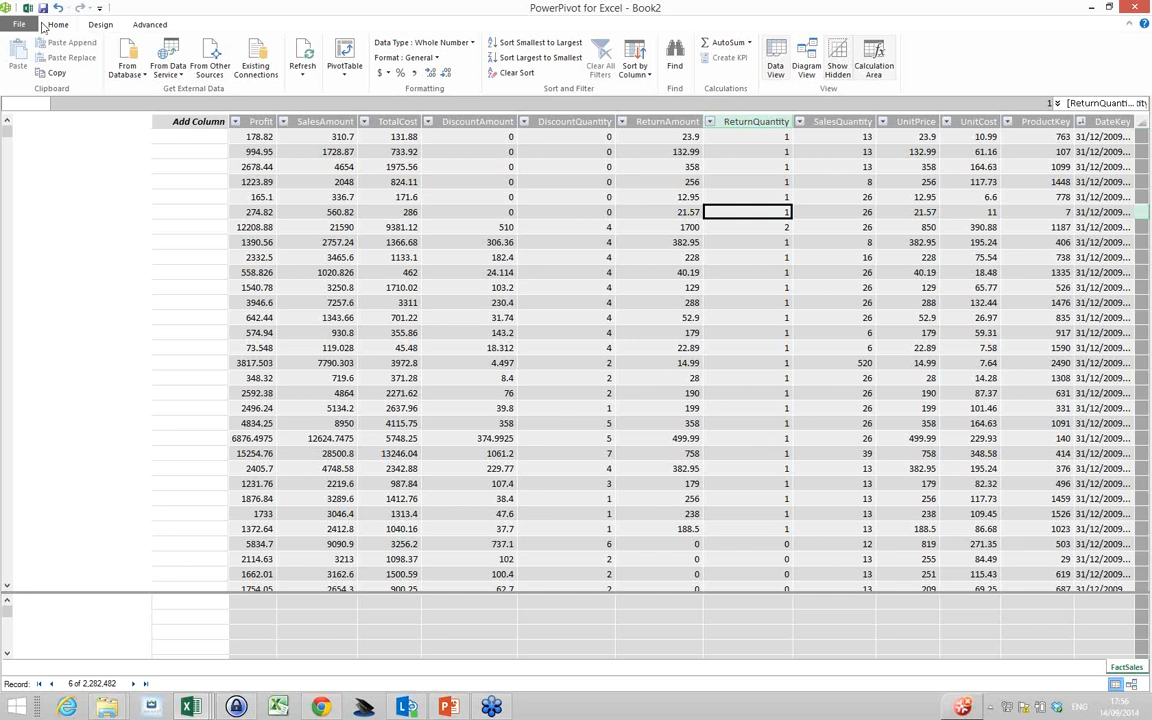 PowerPivot for Excel - Book2
File Home Design Advanced
Paste
Paste Append
Paste Replace
Copy
Clipboard
From Database
From Data Service
From Other Sources
Existing Connections
Get External Data
Refresh
PivotTable
Data Type : Whole Number
Format : General
$ % ,
Formatting
Sort Smallest to Largest
Sort Largest to Smallest
Clear Sort
Clear All Filters
Sort by Column
Sort and Filter
Find
Find
AutoSum
Create KPI
Calculations
Data View
Diagram View
Show Hidden
Calculation Area
View
1 [ReturnQuanti...
Add Column Profit SalesAmount TotalCost DiscountAmount DiscountQuantity ReturnAmount ReturnQuantity SalesQuantity UnitPrice UnitCost ProductKey DateKey
178.82 310.7 131.88 0 0 23.9 1 13 23.9 10.99 763 31/12/2009...
994.95 1728.87 733.92 0 0 132.99 1 13 132.99 61.16 107 31/12/2009...
2678.44 4654 1975.56 0 0 358 1 13 358 164.63 1099 31/12/2009...
1223.89 2048 824.11 0 0 256 1 8 256 117.73 1448 31/12/2009...
165.1 336.7 171.6 0 0 12.95 1 26 12.95 6.6 778 31/12/2009...
274.82 560.82 286 0 0 21.57 1 26 21.57 11 7 31/12/2009...
12208.88 21590 9381.12 510 4 1700 2 26 850 390.88 1187 31/12/2009...
1390.56 2757.24 1366.68 306.36 4 382.95 1 8 382.95 195.24 406 31/12/2009...
2332.5 3465.6 1133.1 182.4 4 228 1 16 228 75.54 738 31/12/2009...
558.826 1020.826 462 24.114 4 40.19 1 26 40.19 18.48 1335 31/12/2009...
1540.78 3250.8 1710.02 103.2 4 129 1 26 129 65.77 526 31/12/2009...
3946.6 7257.6 3311 230.4 4 288 1 26 288 132.44 1476 31/12/2009...
642.44 1343.66 701.22 31.74 4 52.9 1 26 52.9 26.97 835 31/12/2009...
574.94 930.8 355.86 143.2 4 179 1 6 179 59.31 917 31/12/2009...
73.548 119.028 45.48 18.312 4 22.89 1 6 22.89 7.58 1590 31/12/2009...
3817.503 7790.303 3972.8 4.497 2 14.99 1 520 14.99 7.64 2490 31/12/2009...
348.32 719.6 371.28 8.4 2 28 1 26 28 14.28 1308 31/12/2009...
2592.38 4864 2271.62 76 2 190 1 26 190 87.37 631 31/12/2009...
2496.24 5134.2 2637.96 39.8 1 199 1 26 199 101.46 331 31/12/2009...
4834.25 8950 4115.75 358 5 358 1 26 358 164.63 1091 31/12/2009...
6876.4975 12624.7475 5748.25 374.9925 5 499.99 1 26 499.99 229.93 140 31/12/2009...
15254.76 28500.8 13246.04 1061.2 7 758 1 39 758 348.58 414 31/12/2009...
2405.7 4748.58 2342.88 229.77 4 382.95 1 13 382.95 195.24 376 31/12/2009...
1231.76 2219.6 987.84 107.4 3 179 1 13 179 82.32 496 31/12/2009...
1876.84 3289.6 1412.76 38.4 1 256 1 13 256 117.73 1459 31/12/2009...
1733 3046.4 1313.4 47.6 1 238 1 13 238 109.45 1526 31/12/2009...
1372.64 2412.8 1040.16 37.7 1 188.5 1 13 188.5 86.68 1023 31/12/2009...
5834.7 9090.9 3256.2 737.1 6 0 0 12 819 271.35 503 31/12/2009...
2114.63 3213 1098.37 102 2 0 0 13 255 84.49 29 31/12/2009...
1662.01 3162.6 1500.59 100.4 2 0 0 13 251 115.43 619 31/12/2009...
1754.05 2654.3 900.25 62.7 2 0 0 13 209 69.25 687 31/12/2009...
FactSales
Record: 6 of 2,282,482
ENG
17:56
14/09/2014